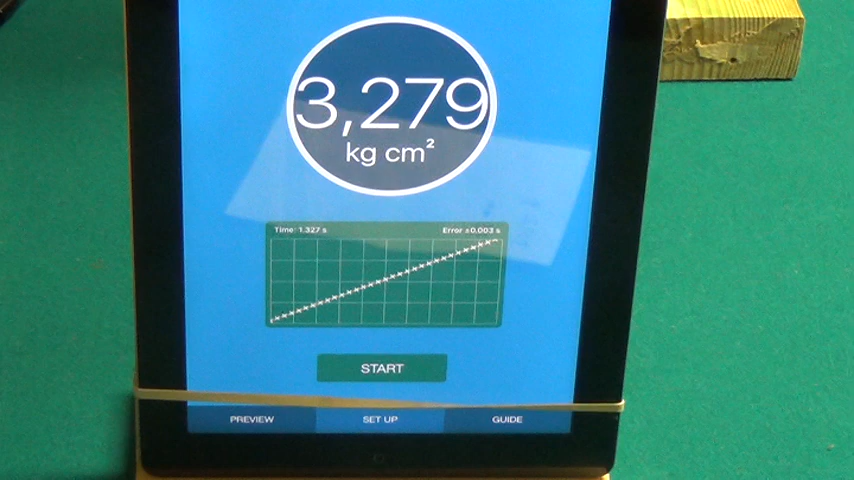 3,279
kg cm²
Time: 1.327 s Error ±0.003 s
START
PREVIEW SET UP GUIDE